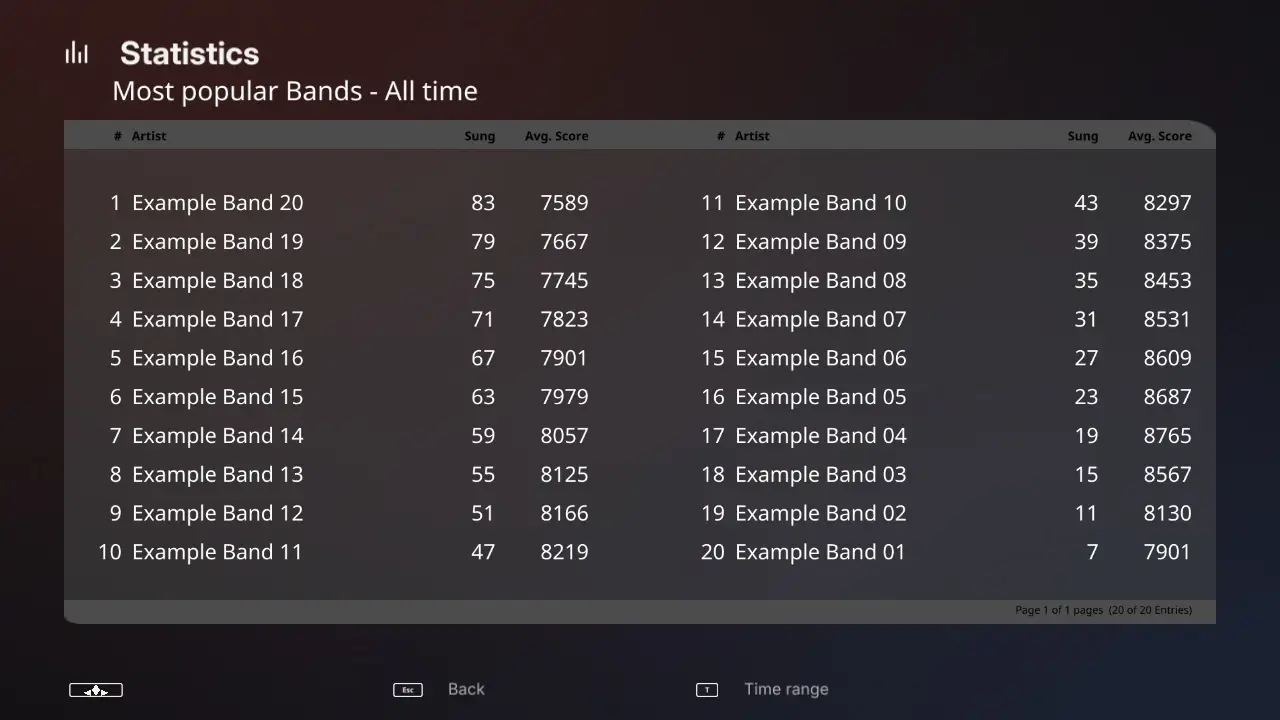 Statistics
Most popular Bands - All time
# Artist Sung Avg. Score # Artist Sung Avg. Score
1 Example Band 20 83 7589 11 Example Band 10 43 8297
2 Example Band 19 79 7667 12 Example Band 09 39 8375
3 Example Band 18 75 7745 13 Example Band 08 35 8453
4 Example Band 17 71 7823 14 Example Band 07 31 8531
5 Example Band 16 67 7901 15 Example Band 06 27 8609
6 Example Band 15 63 7979 16 Example Band 05 23 8687
7 Example Band 14 59 8057 17 Example Band 04 19 8765
8 Example Band 13 55 8125 18 Example Band 03 15 8567
9 Example Band 12 51 8166 19 Example Band 02 11 8130
10 Example Band 11 47 8219 20 Example Band 01 7 7901
Page 1 of 1 pages (20 of 20 Entries)
Esc Back T Time range